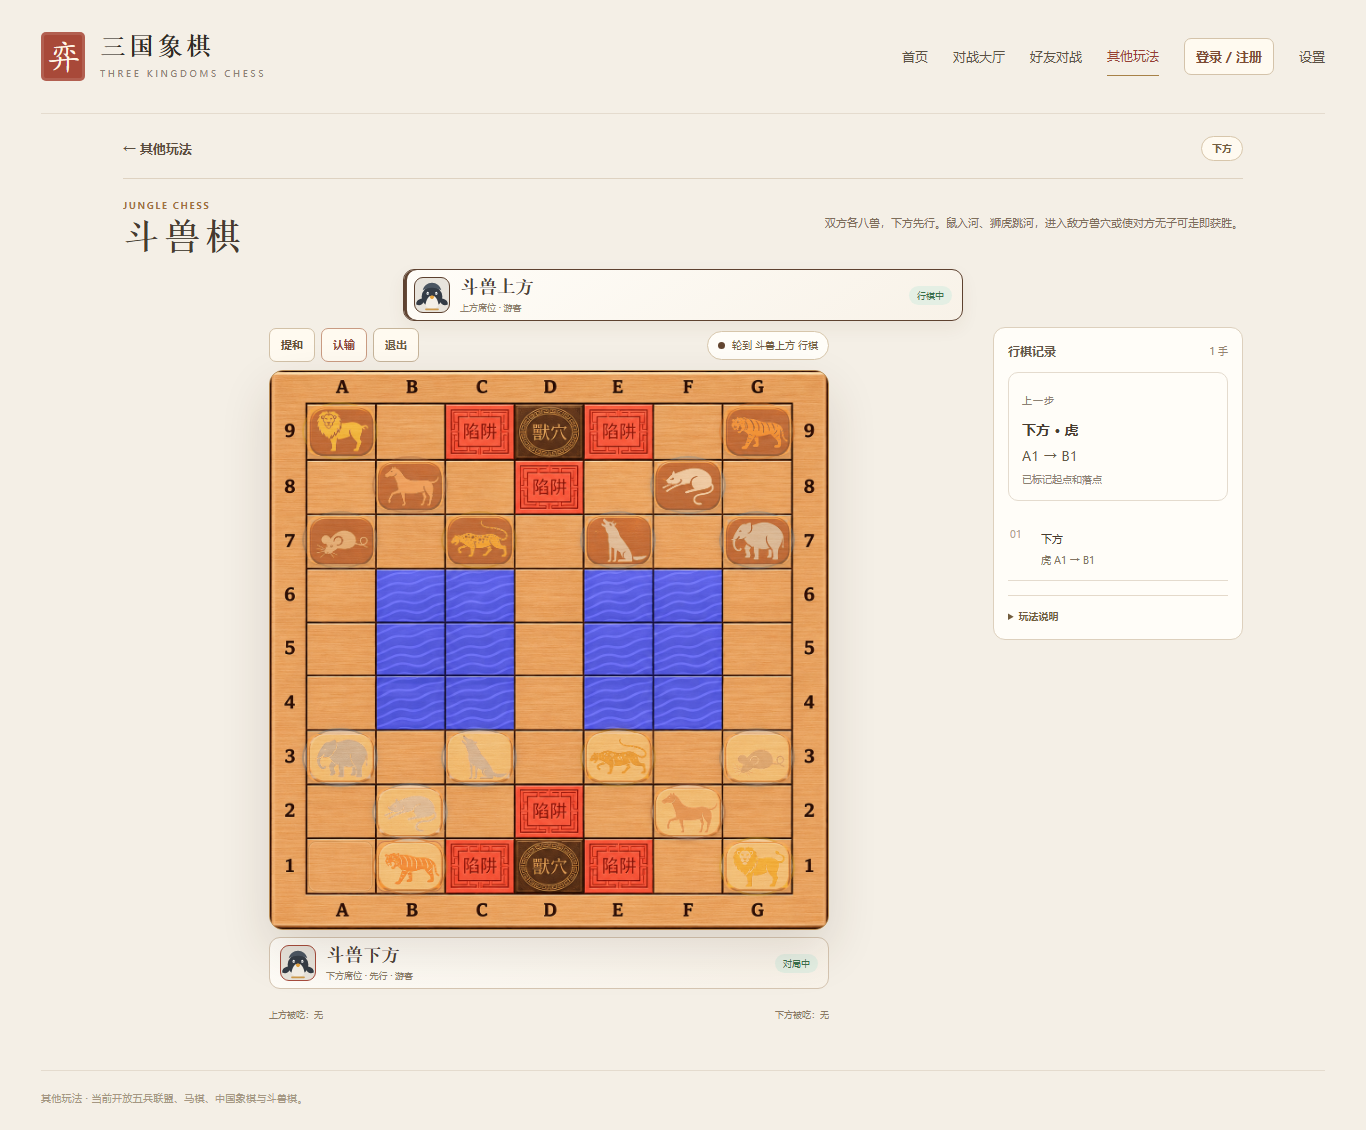 弈
三国象棋
THREE KINGDOMS CHESS
首页
对战大厅
好友对战
其他玩法
登录 / 注册
设置
← 其他玩法
下方
JUNGLE CHESS
斗兽棋
双方各八兽，下方先行。鼠入河、狮虎跳河，进入敌方兽穴或使对方无子可走即获胜。
斗兽上方
上方席位 · 游客
行棋中
提和
认输
退出
轮到 斗兽上方 行棋
A B C D E F G
9 陷阱 獸穴 陷阱 9
8 陷阱 8
7 7
6 6
5 5
4 4
3 3
2 陷阱 2
1 陷阱 獸穴 陷阱 1
A B C D E F G
行棋记录
1 手
上一步
下方 • 虎
A1 → B1
已标记起点和落点
01 下方
虎 A1 → B1
玩法说明
斗兽下方
下方席位 · 先行 · 游客
对局中
上方被吃：无
下方被吃：无
其他玩法 · 当前开放五兵联盟、马棋、中国象棋与斗兽棋。